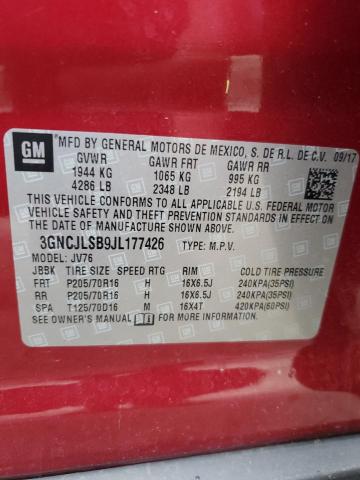 GM
MFD BY GENERAL MOTORS DE MEXICO, S. DE R.L. DE C.V. 09/17
GVWR GAWR FRT GAWR RR
1944 KG 1065 KG 995 KG
4286 LB 2348 LB 2194 LB
THIS VEHICLE CONFORMS TO ALL APPLICABLE U.S. FEDERAL MOTOR
VEHICLE SAFETY AND THEFT PREVENTION STANDARDS IN EFFECT ON
THE DATE OF MANUFACTURE SHOWN ABOVE.
3GNCJLSB9JL177426 TYPE: M.P.V.
MODEL: JV76
JBBK TIRE SIZE SPEED RTG RIM COLD TIRE PRESSURE
FRT P205/70R16 H 16X6.5J 240KPA(35PSI)
RR P205/70R16 H 16X6.5J 240KPA(35PSI)
SPA T125/70D16 M 16X4T 420KPA(60PSI)
SEE OWNER'S MANUAL FOR MORE INFORMATION.